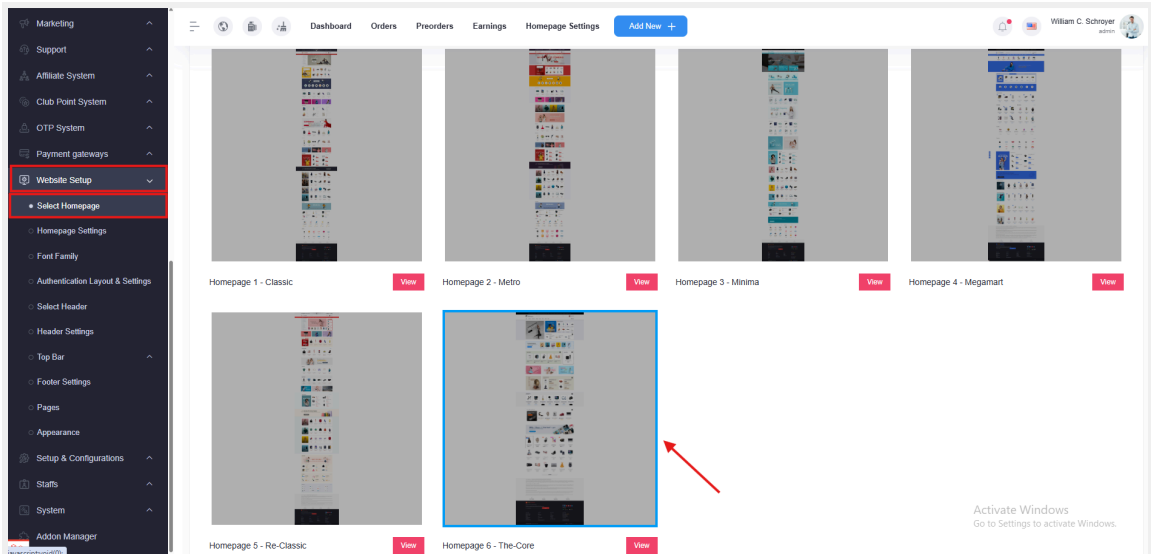 Marketing
Support
Affiliate System
Club Point System
OTP System
Payment gateways
Website Setup
Select Homepage
Homepage Settings
Font Family
Authentication Layout & Settings
Select Header
Header Settings
Top Bar
Footer Settings
Pages
Appearance
Setup & Configurations
Staffs
System
Addon Manager
Dashboard Orders Preorders Earnings Homepage Settings Add New +
William C. Schroyer
admin
Homepage 1 - Classic View
Homepage 2 - Metro View
Homepage 3 - Minima View
Homepage 4 - Megamart View
Homepage 5 - Re-Classic View
Homepage 6 - The-Core View
Activate Windows
Go to Settings to activate Windows.